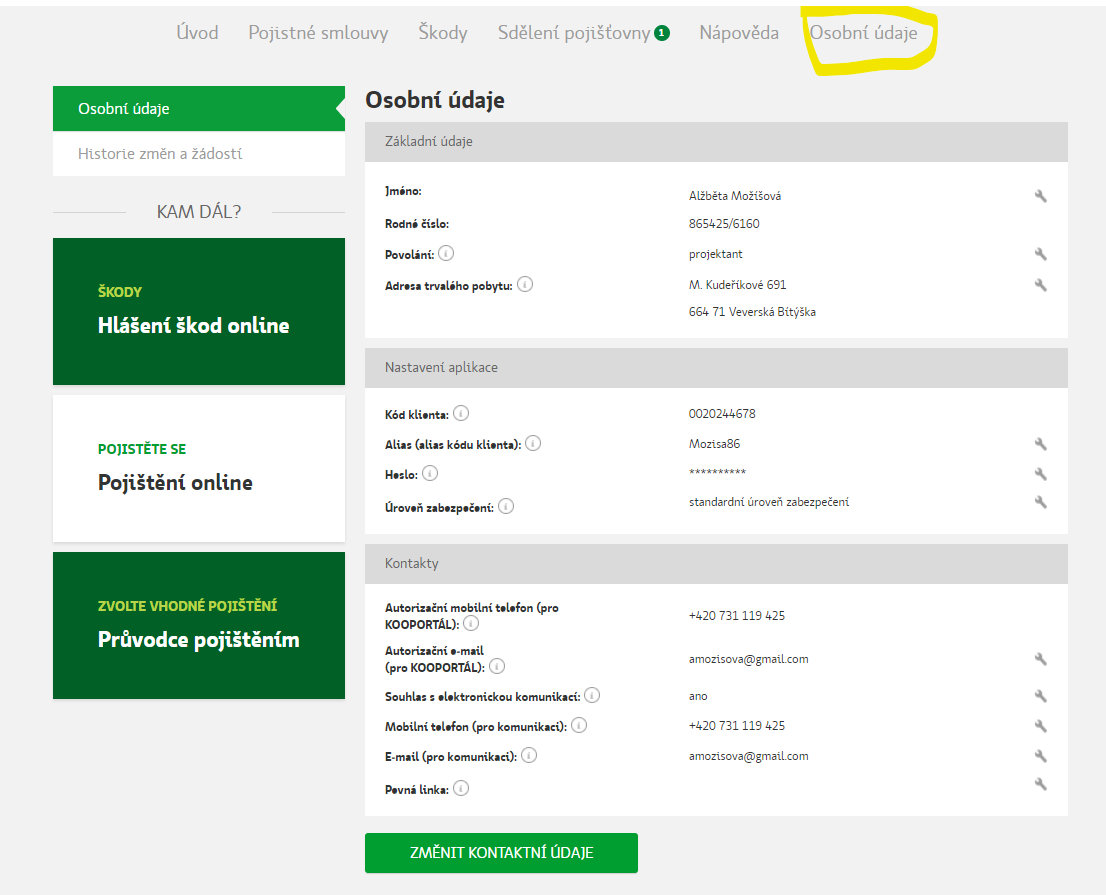 Úvod Pojistné smlouvy Škody Sdělení pojišťovny 1 Nápověda Osobní údaje
Osobní údaje
Historie změn a žádostí
KAM DÁL?
ŠKODY
Hlášení škod online
POJISTĚTE SE
Pojištění online
ZVOLTE VHODNÉ POJIŠTĚNÍ
Průvodce pojištěním
Osobní údaje
Základní údaje
Jméno: Alžběta Možíšová
Rodné číslo: 865425/6160
Povolání: projektant
Adresa trvalého pobytu: M. Kudeříkové 691
664 71 Veverská Bítýška
Nastavení aplikace
Kód klienta: 0020244678
Alias (alias kódu klienta): Mozisa86
Heslo: **********
Úroveň zabezpečení: standardní úroveň zabezpečení
Kontakty
Autorizační mobilní telefon (pro
KOOPORTÁL): +420 731 119 425
Autorizační e-mail
(pro KOOPORTÁL): amozisova@gmail.com
Souhlas s elektronickou komunikací: ano
Mobilní telefon (pro komunikaci): +420 731 119 425
E-mail (pro komunikaci): amozisova@gmail.com
Pevná linka:
ZMĚNIT KONTAKTNÍ ÚDAJE